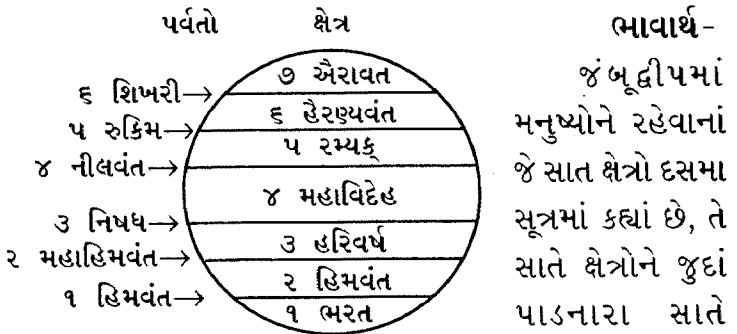 પર્વતો ક્ષેત્ર
૭ ઐરાવત
૬ શિખરી→
૬ હૈરણ્યવંત
૫ રુકિમ→
૫ રમ્યક્
૪ નીલવંત→
૪ મહાવિદેહ
૩ નિષધ→
૩ હરિવર્ષ
૨ મહાહિમવંત→
૨ હિમવંત
૧ હિમવંત→
૧ ભરત
ભાવાર્થ-
જંબૂદ્વીપમાં
મનુષ્યોને રહેવાનાં
જે સાત ક્ષેત્રો દસમા
સૂત્રમાં કહ્યાં છે, તે
સાતે ક્ષેત્રોને જુદાં
પાડનારા સાતે